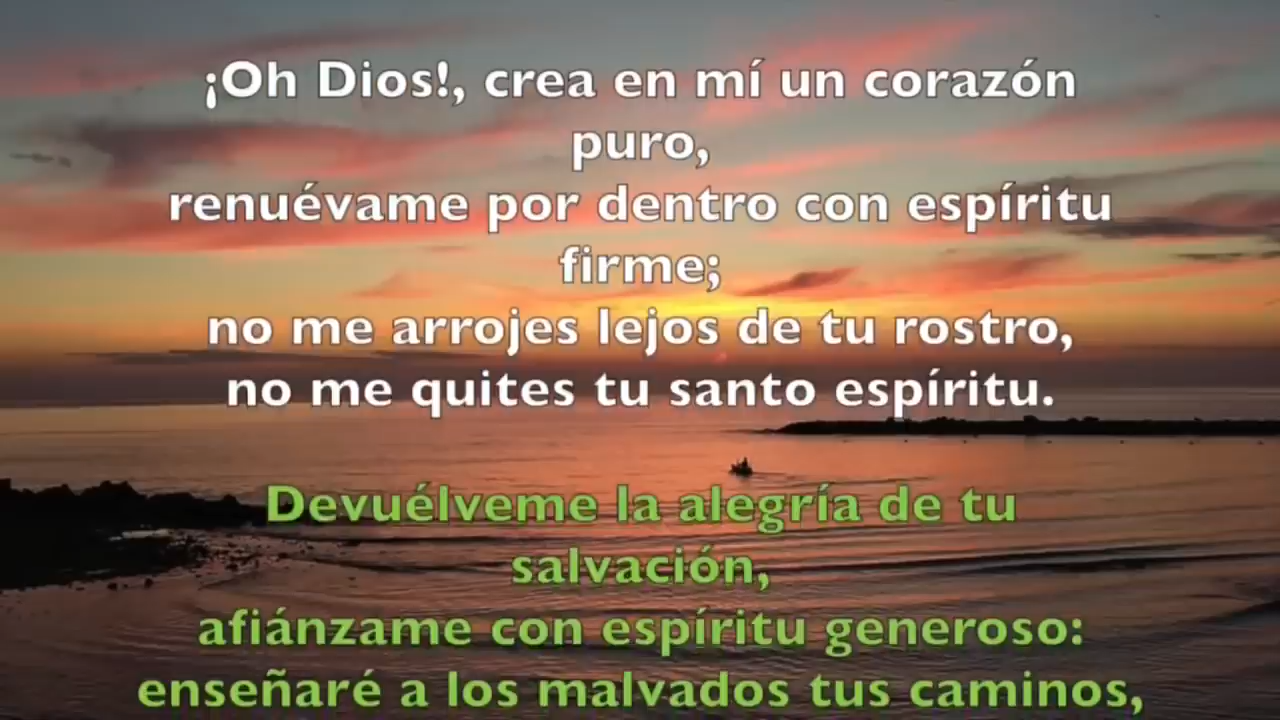 ¡Oh Dios!, crea en mí un corazón
puro,
renuévame por dentro con espíritu
firme;
no me arrojes lejos de tu rostro,
no me quites tu santo espíritu.
Devuélveme la alegría de tu
salvación,
afiánzame con espíritu generoso:
enseñaré a los malvados tus caminos,